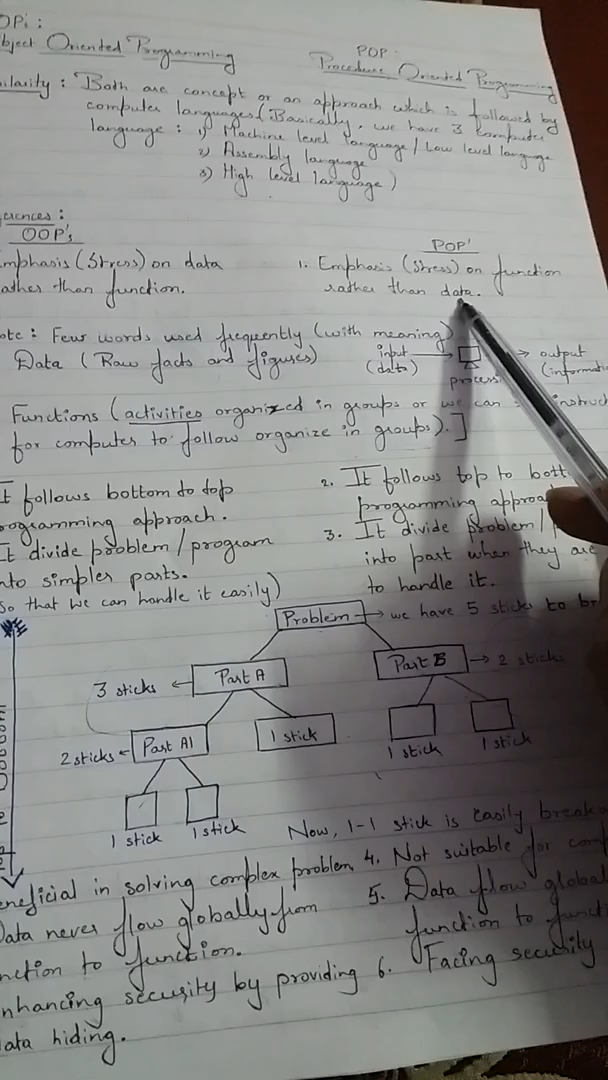 OOPi:
Object Oriented Programming
POP:
Procedure Oriented Programming
Similarity: Both are concept or an approach which is followed by
computer languages (Basically, we have 3 computer
language: 1) Machine level language / Low level language
2) Assembly language
3) High level language)
Differences:
OOP's
POP'
Emphasis (Stress) on data
rather than function.
1. Emphasis (Stress) on function
rather than data.
Note: Few words used frequently (with meaning)
Data (Raw facts and figures)
input
(data)
process
output
(informati
Functions (activities organized in groups or we can instruct
for computer to follow organize in groups).]
It follows bottom to top
programming approach.
It divide problem/program
into simpler parts.
(so that we can handle it easily)
2. It follows top to bott
programming approa
3. It divide problem/
into part when they are
to handle it.
Problem → we have 5 sticks to br
3 sticks ← Part A
Part B → 2 sticks
2 sticks ← Part A1
1 stick
1 stick
1 stick
1 stick
1 stick
Now, 1-1 stick is easily break
Beneficial in solving complex problem
4. Not suitable for com
Data never flow globally from
function to function.
5. Data flow global
function to functi
Enhancing security by providing
data hiding.
6. Facing security